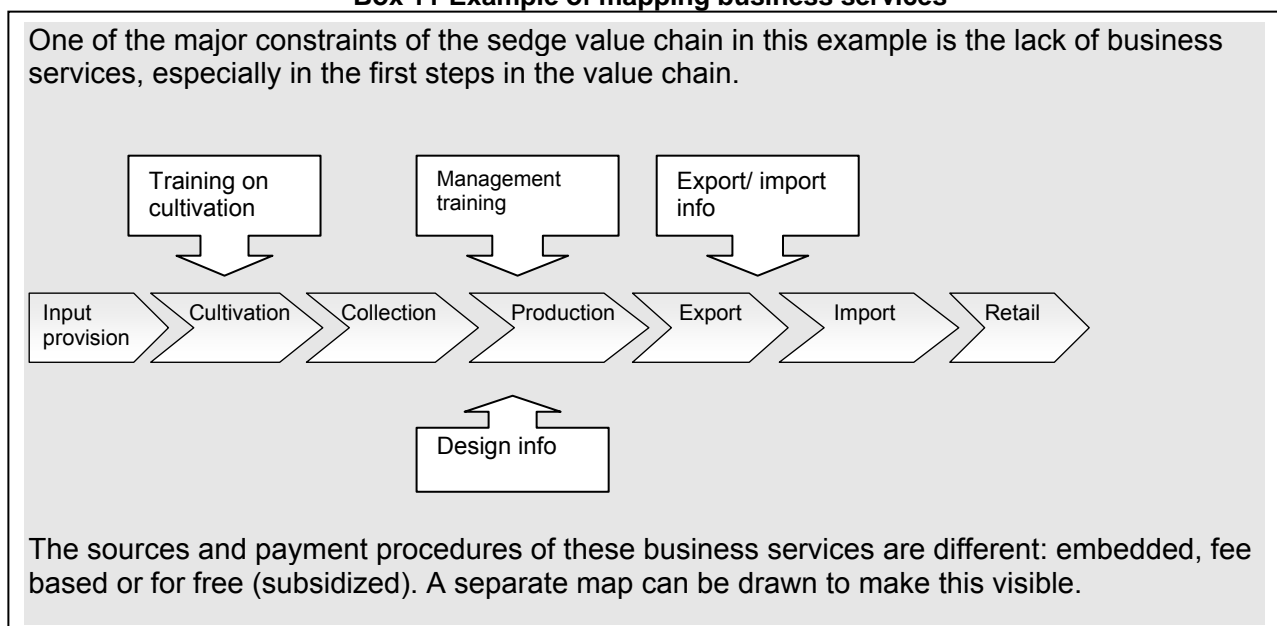 Box 11 Example of mapping business services
One of the major constraints of the sedge value chain in this example is the lack of business
services, especially in the first steps in the value chain.
Training on
cultivation
Management
training
Export/ import
info
Input
provision
Cultivation
Collection
Production
Export
Import
Retail
Design info
The sources and payment procedures of these business services are different: embedded, fee
based or for free (subsidized). A separate map can be drawn to make this visible.